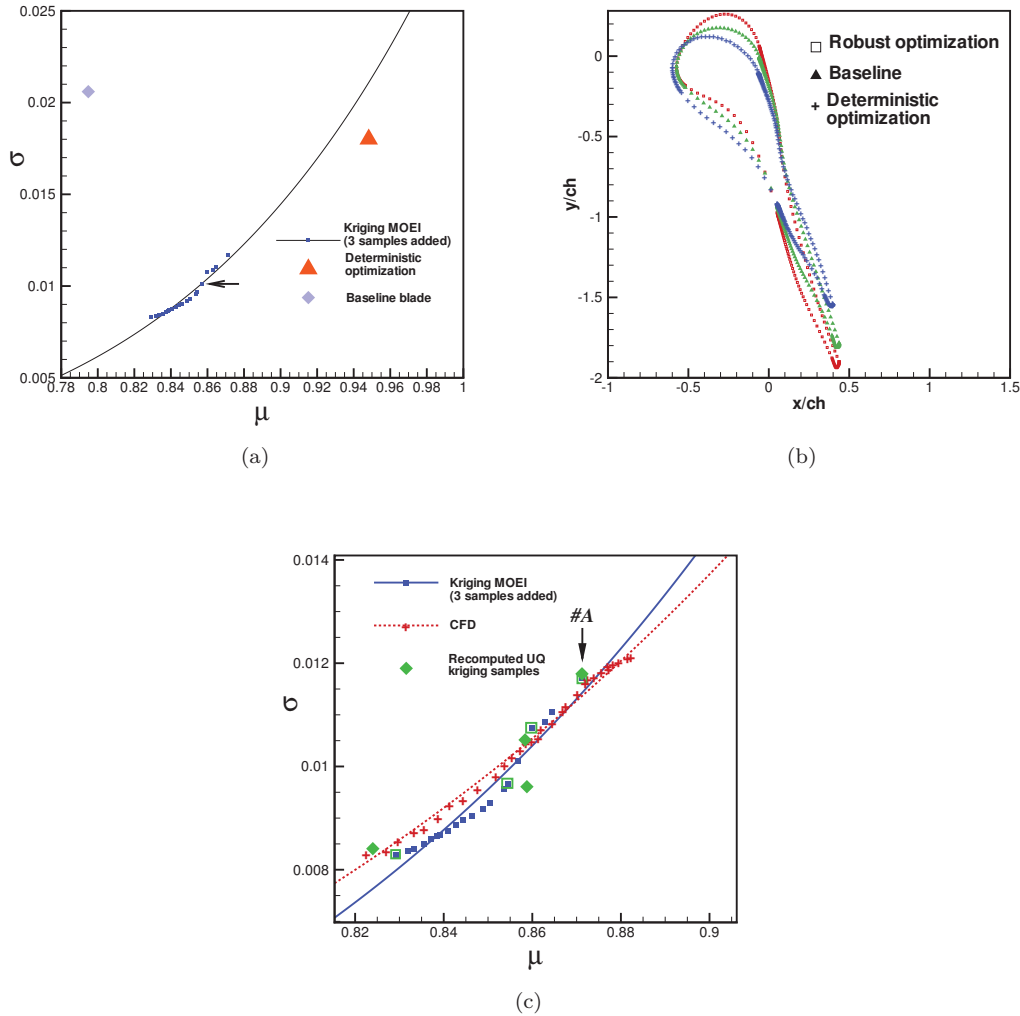 0.025
0.02
0.015
0.01
0.005
σ
0.78 0.8 0.82 0.84 0.86 0.88 0.9 0.92 0.94 0.96 0.98 1
μ
Kriging MOEI
(3 samples added)
Deterministic
optimization
Baseline blade
(a)
0
-0.5
-1
-1.5
-2
y/ch
-1 -0.5 0 0.5 1 1.5
x/ch
Robust optimization
Baseline
Deterministic
optimization
(b)
0.014
0.012
0.01
0.008
σ
0.82 0.84 0.86 0.88 0.9
μ
Kriging MOEI
(3 samples added)
CFD
Recomputed UQ
kriging samples
#A
(c)